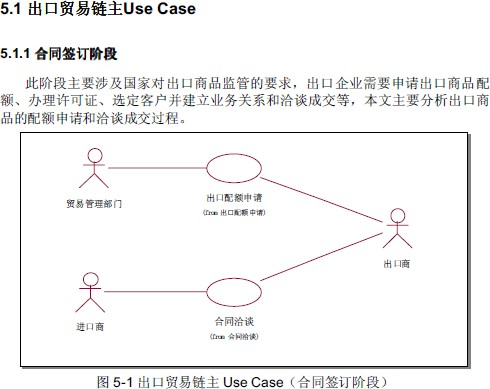 5.1 出口贸易链主Use Case
5.1.1 合同签订阶段
此阶段主要涉及国家对出口商品监管的要求，出口企业需要申请出口商品配
额、办理许可证、选定客户并建立业务关系和洽谈成交等，本文主要分析出口商
品的配额申请和洽谈成交过程。
贸易管理部门
出口配额申请
(from 出口配额申请)
出口商
进口商
合同洽谈
(from 合同洽谈)
图 5-1 出口贸易链主 Use Case（合同签订阶段）